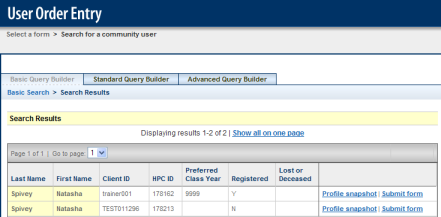 User Order Entry
Select a form > Search for a community user
Basic Query Builder Standard Query Builder Advanced Query Builder
Basic Search > Search Results
Search Results
Displaying results 1-2 of 2 | Show all on one page
Page 1 of 1 | Go to page: 1
Last Name First Name Client ID HPC ID Preferred Class Year Registered Lost or Deceased
Spivey Natasha trainer001 178162 9999 Y Profile snapshot | Submit form
Spivey Natasha TEST011296 178213 N Profile snapshot | Submit form